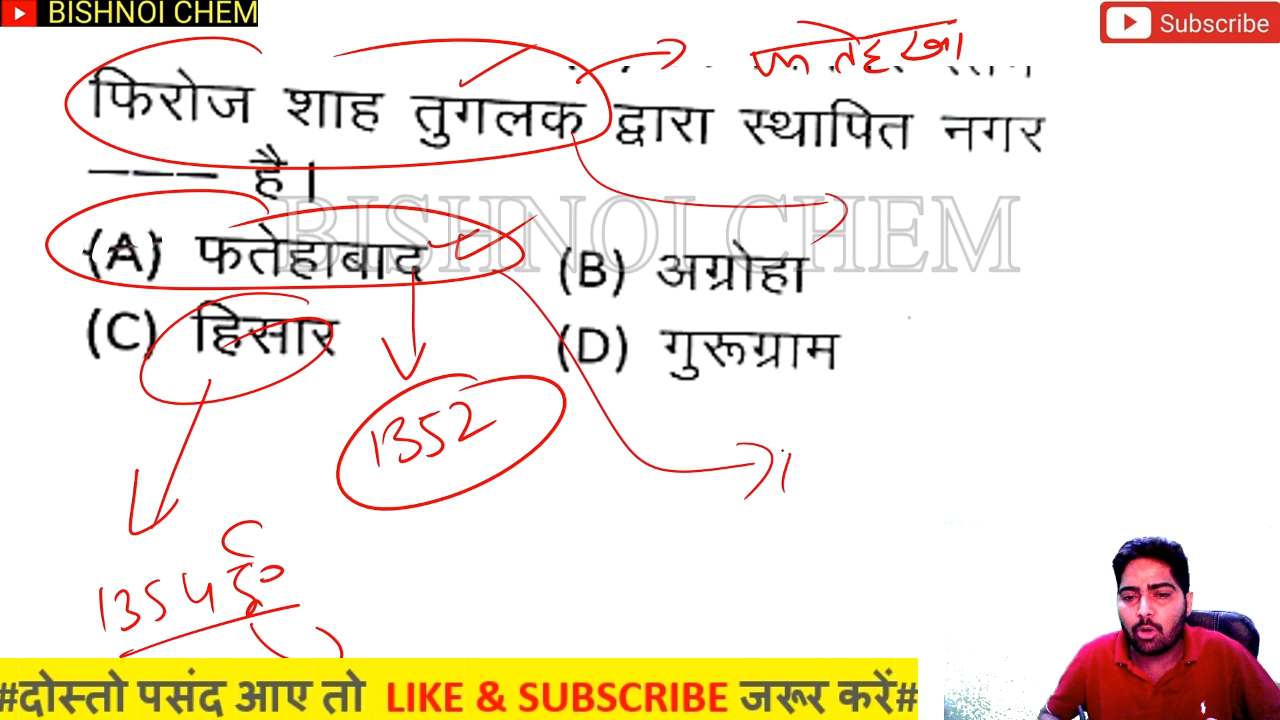 BISHNOI CHEM
Subscribe
फतेह खां
फिरोज शाह तुगलक द्वारा स्थापित नगर
---- है।
BISHNOI CHEM
(A) फतेहाबाद
(B) अग्रोहा
(C) हिसार
(D) गुरूग्राम
1352
1354 ई०
#दोस्तो पसंद आए तो LIKE & SUBSCRIBE जरूर करें#